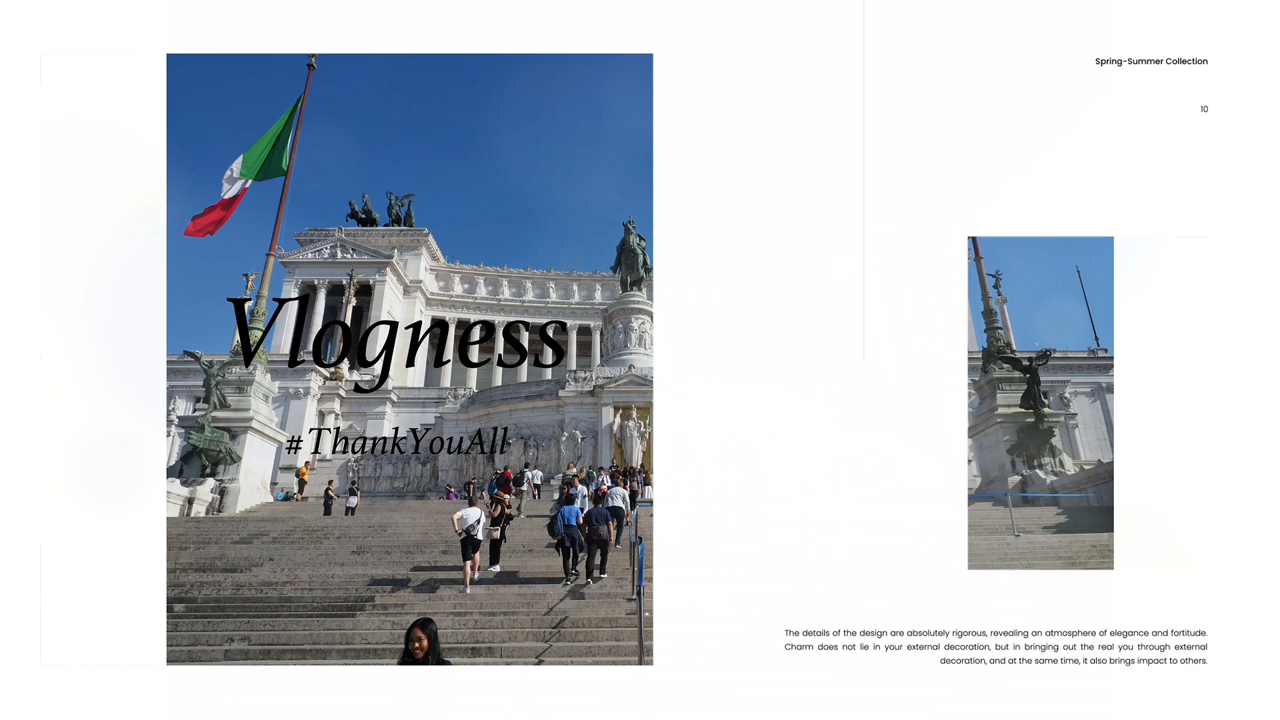 Vlogness
#ThankYouAll
Spring-Summer Collection
10
The details of the design are absolutely rigorous, revealing an atmosphere of elegance and fortitude.
Charm does not lie in your external decoration, but in bringing out the real you through external
decoration, and at the same time, it also brings impact to others.